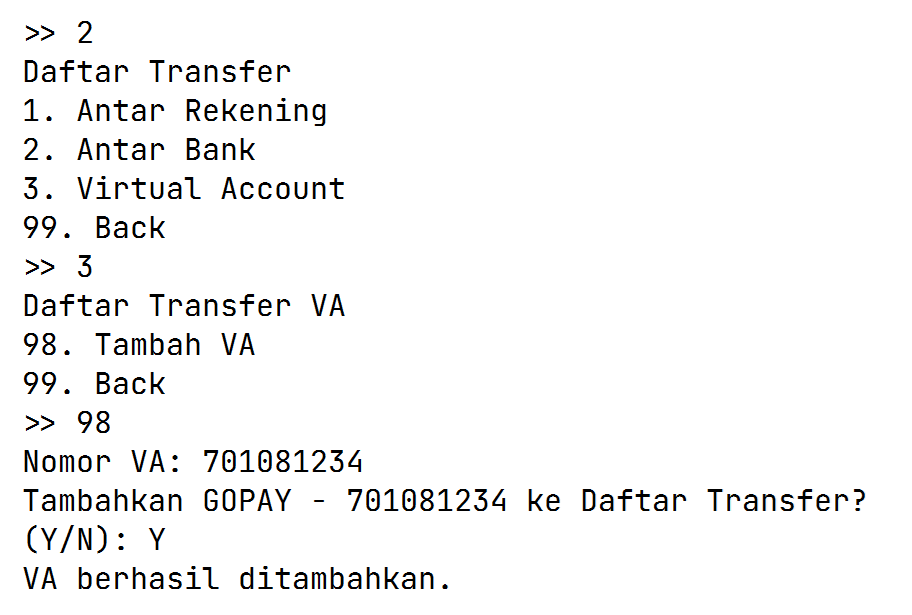 >> 2
Daftar Transfer
1. Antar Rekening
2. Antar Bank
3. Virtual Account
99. Back
>> 3
Daftar Transfer VA
98. Tambah VA
99. Back
>> 98
Nomor VA: 701081234
Tambahkan GOPAY - 701081234 ke Daftar Transfer?
(Y/N): Y
VA berhasil ditambahkan.